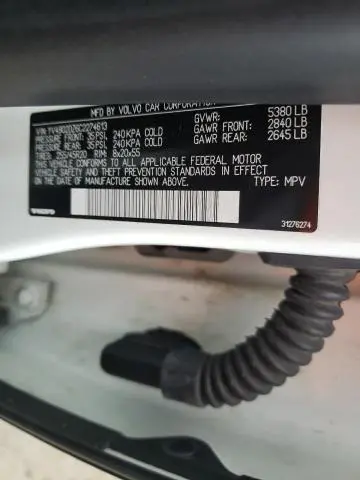 MFD BY VOLVO CAR CORPORATION
VIN: YV4902DZ6C2274613
PRESSURE FRONT: 35 PSI, 240 KPA COLD
PRESSURE REAR: 35 PSI, 240 KPA COLD
TIRES: 255/45R20 RIM: 8x20x55
GVWR: 5380 LB
GAWR FRONT: 2840 LB
GAWR REAR: 2645 LB
THIS VEHICLE CONFORMS TO ALL APPLICABLE FEDERAL MOTOR
VEHICLE SAFETY AND THEFT PREVENTION STANDARDS IN EFFECT
ON THE DATE OF MANUFACTURE SHOWN ABOVE.
TYPE: MPV
VOLVO
31276274